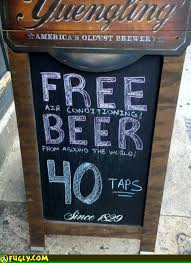 Yuengling
AMERICA'S OLDEST BREWERY
FREE
AIR CONDITIONING!
BEER
FROM AROUND THE WORLD!
40 TAPS
Since 1829
FUGLY.COM